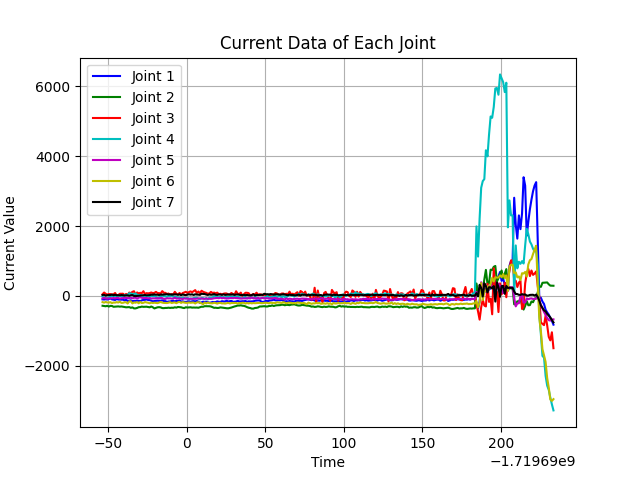 Current Data of Each Joint
Joint 1
Joint 2
Joint 3
Joint 4
Joint 5
Joint 6
Joint 7
6000
4000
2000
0
−2000
Current Value
−50
0
50
100
150
200
Time
−1.71969e9